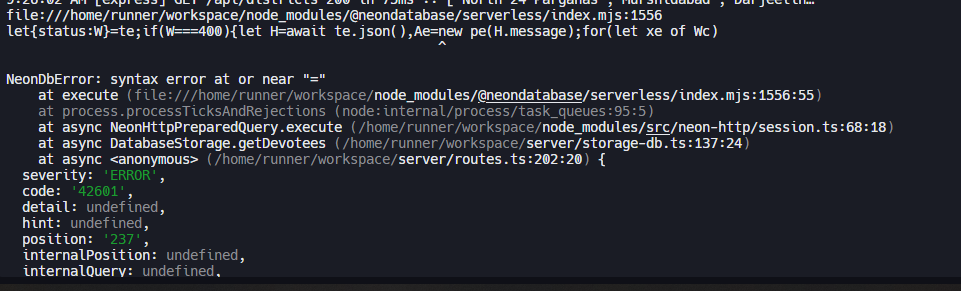 9:26:02 AM [express] GET /api/districts 200 in 75ms :: ["North 24 Parganas","Murshidabad","Darjeelin…
file:///home/runner/workspace/node_modules/@neondatabase/serverless/index.mjs:1556
let{status:W}=te;if(W===400){let H=await te.json(),Ae=new pe(H.message);for(let xe of Wc)
^
NeonDbError: syntax error at or near "="
at execute (file:///home/runner/workspace/node_modules/@neondatabase/serverless/index.mjs:1556:55)
at process.processTicksAndRejections (node:internal/process/task_queues:95:5)
at async NeonHttpPreparedQuery.execute (/home/runner/workspace/node_modules/src/neon-http/session.ts:68:18)
at async DatabaseStorage.getDevotees (/home/runner/workspace/server/storage-db.ts:137:24)
at async <anonymous> (/home/runner/workspace/server/routes.ts:202:20) {
severity: 'ERROR',
code: '42601',
detail: undefined,
hint: undefined,
position: '237',
internalPosition: undefined,
internalQuery: undefined,